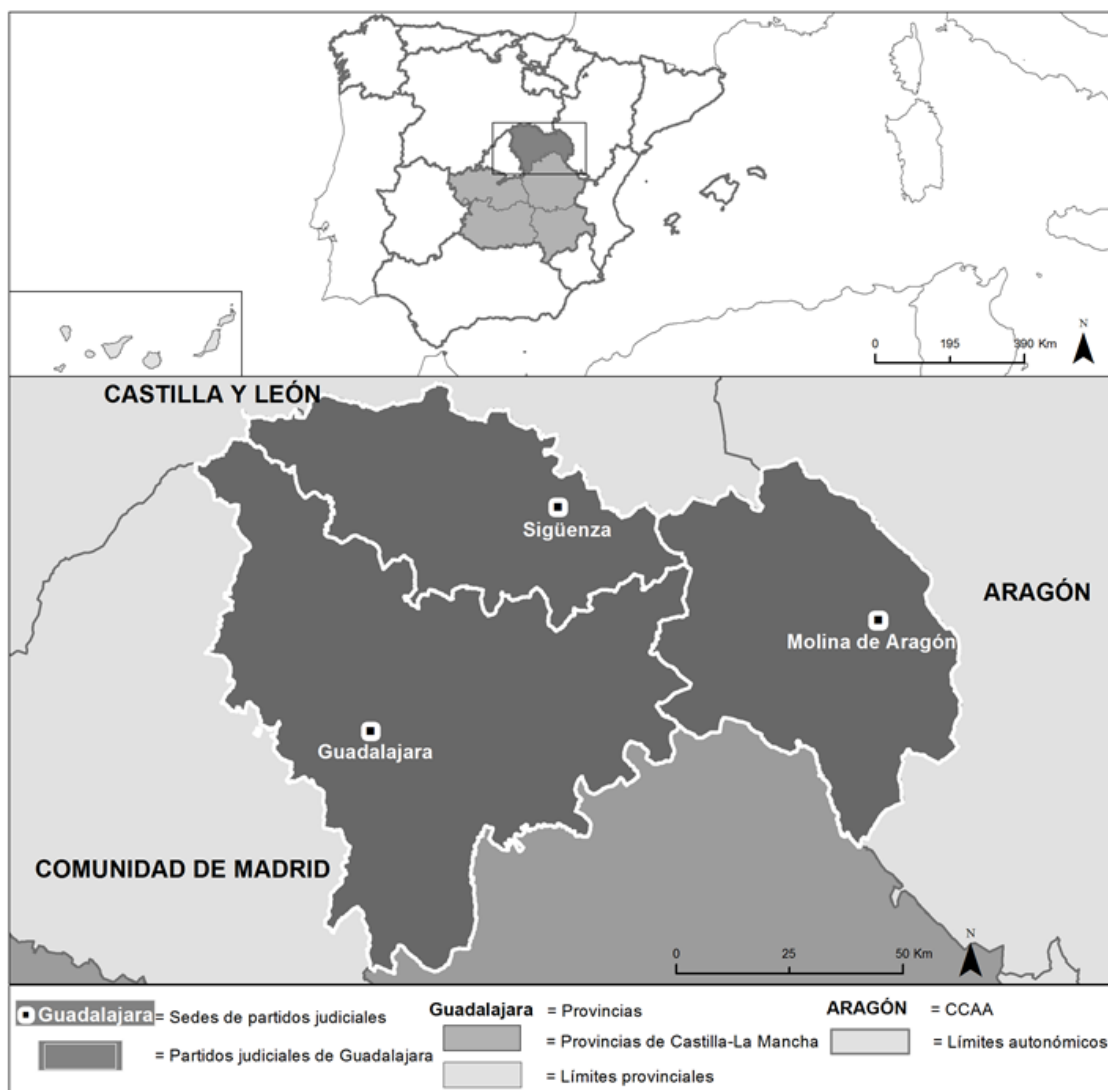 N
0 195 390 Km
CASTILLA Y LEÓN
Sigüenza
ARAGÓN
Molina de Aragón
Guadalajara
COMUNIDAD DE MADRID
N
0 25 50 Km
Guadalajara = Sedes de partidos judiciales
= Partidos judiciales de Guadalajara
Guadalajara = Provincias
= Provincias de Castilla-La Mancha
= Límites provinciales
ARAGÓN = CCAA
= Límites autonómicos